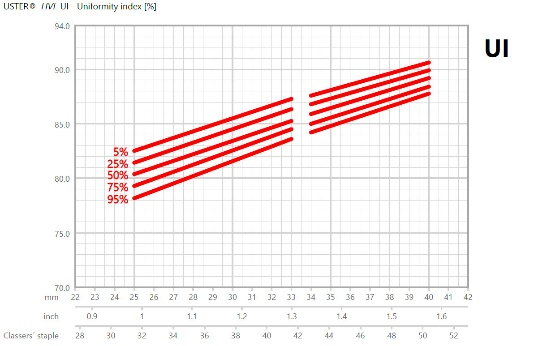 USTER® HVI UI Uniformity index [%]
UI
94.0
90.0
85.0
80.0
75.0
70.0
5%
25%
50%
75%
95%
22 23 24 25 26 27 28 29 30 31 32 33 34 35 36 37 38 39 40 41 42
mm
inch 0.9 1 1.1 1.2 1.3 1.4 1.5 1.6
Classers´ staple 28 30 32 34 36 38 40 42 44 46 48 50 52